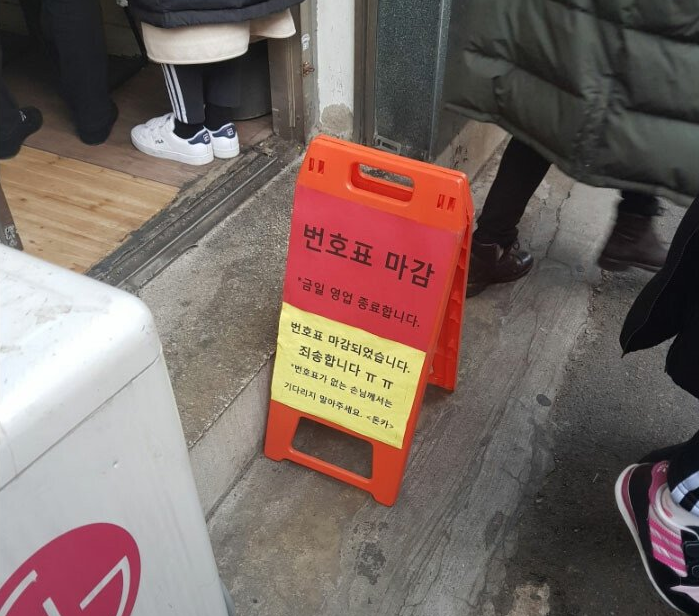 번호표 마감
*금일 영업 종료합니다.
번호표 마감되었습니다.
죄송합니다 ㅠㅠ
*번호표가 없는 손님께서는
기다리지 말아주세요. <돈카>
FILA